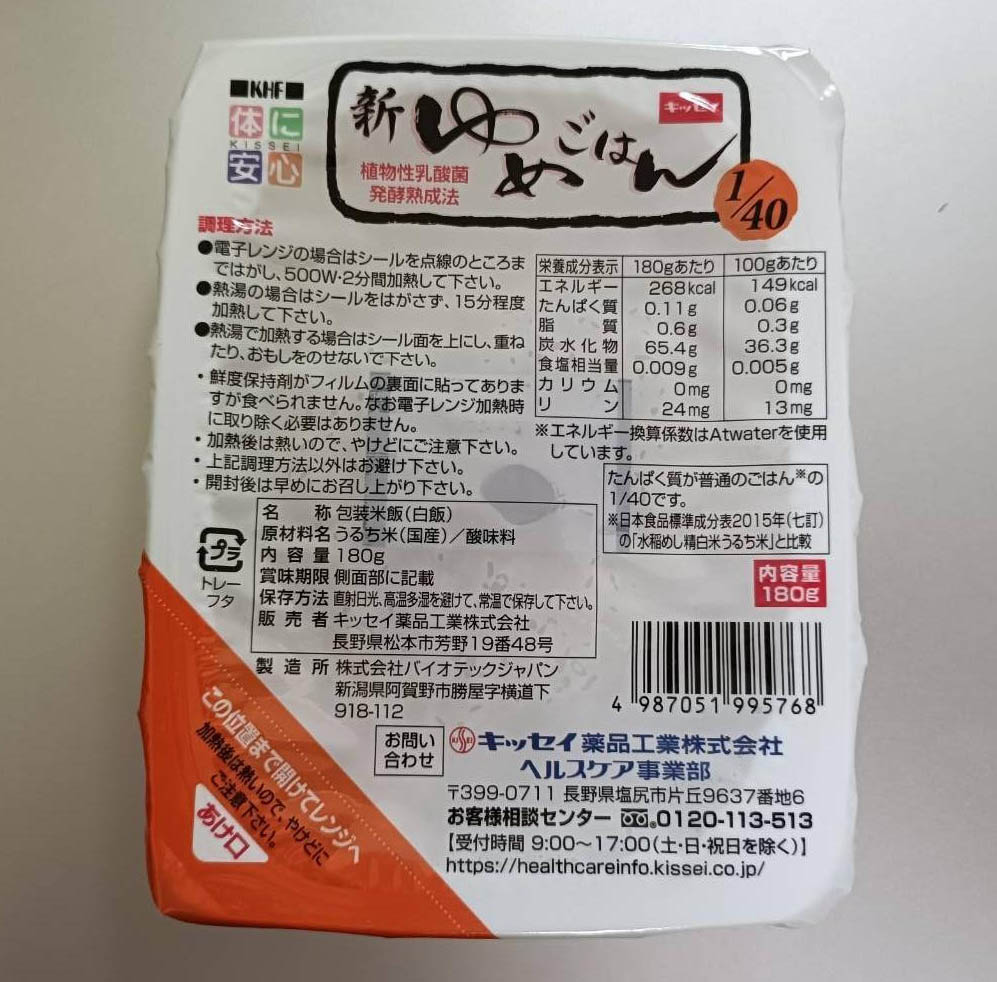 KHF
体に
KISSEI
安心
新ゆめごはん
キッセイ
植物性乳酸菌
発酵熟成法
1/40
調理方法
●電子レンジの場合はシールを点線のところま
ではがし、500W・2分間加熱して下さい。
●熱湯の場合はシールをはがさず、15分程度
加熱して下さい。
●熱湯で加熱する場合はシール面を上にし、重ね
たり、おもしをのせないで下さい。
・鮮度保持剤がフィルムの裏面に貼ってありま
すが食べられません。なお電子レンジ加熱時
に取り除く必要はありません。
・加熱後は熱いので、やけどにご注意下さい。
・上記調理方法以外はお避け下さい。
・開封後は早めにお召し上がり下さい。
栄養成分表示 180gあたり 100gあたり
エネルギー 268kcal 149kcal
たんぱく質 0.11g 0.06g
脂質 0.6g 0.3g
炭水化物 65.4g 36.3g
食塩相当量 0.009g 0.005g
カリウム 0mg 0mg
リン 24mg 13mg
※エネルギー換算係数はAtwaterを使用
しています。
たんぱく質が普通のごはん※の
1/40です。
※日本食品標準成分表2015年(七訂)
の「水稲めし精白米うるち米」と比較
内容量
180g
プラ
トレー
フタ
名称 包装米飯(白飯)
原材料名 うるち米(国産)／酸味料
内容量 180g
賞味期限 側面部に記載
保存方法 直射日光、高温多湿を避けて、常温で保存して下さい。
販売者 キッセイ薬品工業株式会社
長野県松本市芳野19番48号
製造所 株式会社バイオテックジャパン
新潟県阿賀野市勝屋字横道下
918-112
4 987051 995768
この位置まで開けてレンジへ
加熱後は熱いので、やけどに
ご注意下さい。
あけ口
お問い
合わせ
キッセイ薬品工業株式会社
ヘルスケア事業部
〒399-0711 長野県塩尻市片丘9637番地6
お客様相談センター 0120-113-513
【受付時間 9:00～17:00(土・日・祝日を除く)】
https://healthcareinfo.kissei.co.jp/